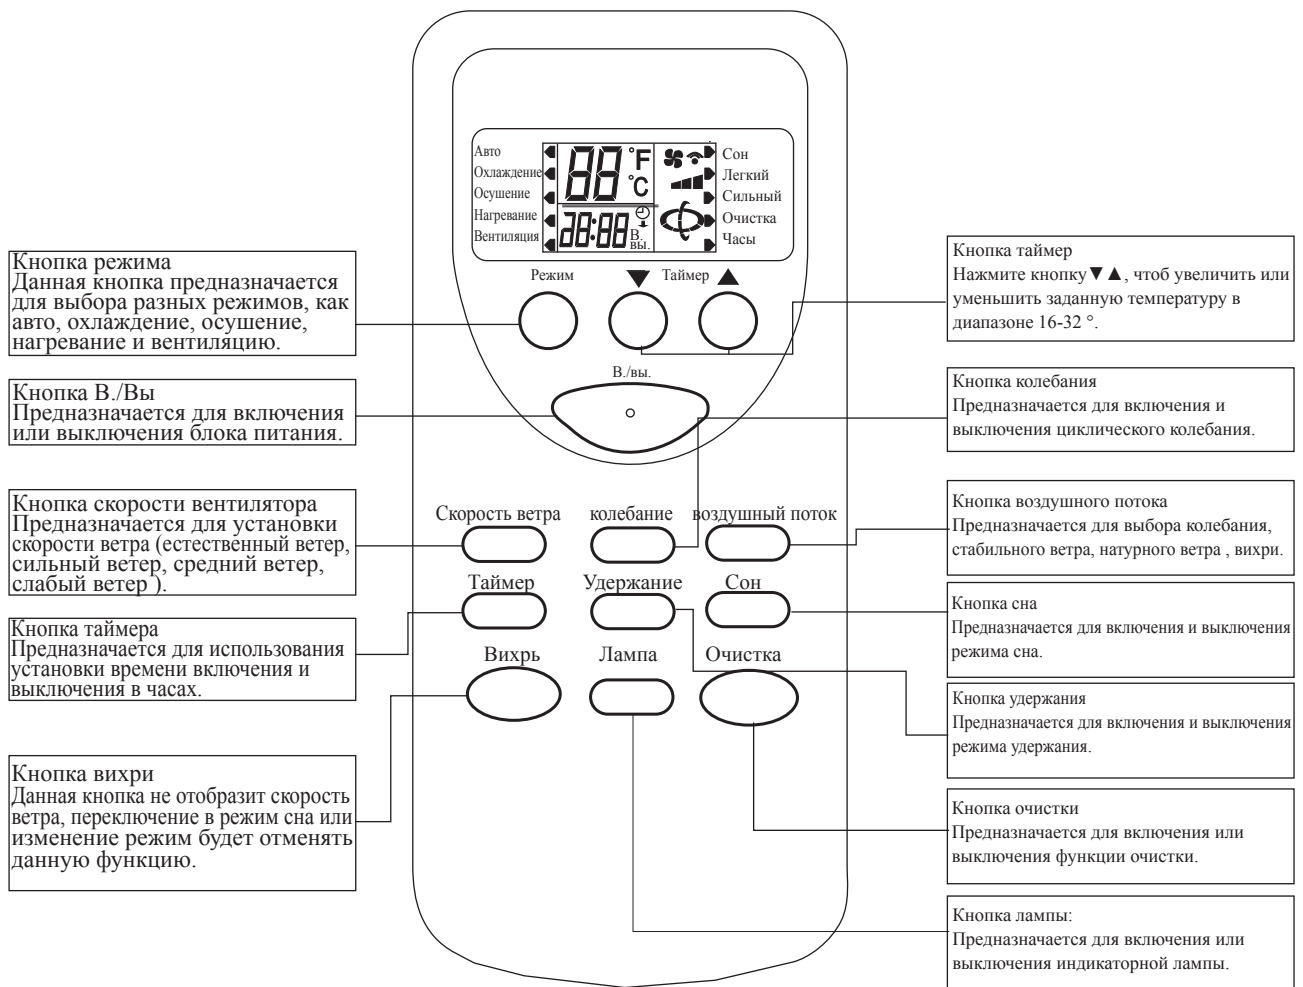 Авто
Охлаждение
Осушение
Нагревание
Вентиляция
88 °F
°C
d8:88 В.
вы.
Сон
Легкий
Сильный
Очистка
Часы
Режим
▼ Таймер ▲
В./вы.
Скорость ветра колебание воздушный поток
Таймер Удержание Сон
Вихрь Лампа Очистка
Кнопка режима
Данная кнопка предназначается
для выбора разных режимов, как
авто, охлаждение, осушение,
нагревание и вентиляцию.
Кнопка В./Вы
Предназначается для включения
или выключения блока питания.
Кнопка скорости вентилятора
Предназначается для установки
скорости ветра (естественный ветер,
сильный ветер, средний ветер,
слабый ветер ).
Кнопка таймера
Предназначается для использования
установки времени включения и
выключения в часах.
Кнопка вихри
Данная кнопка не отобразит скорость
ветра, переключение в режим сна или
изменение режим будет отменять
данную функцию.
Кнопка таймер
Нажмите кнопку▼▲, чтоб увеличить или
уменьшить заданную температуру в
диапазоне 16-32 °.
Кнопка колебания
Предназначается для включения и
выключения циклического колебания.
Кнопка воздушного потока
Предназначается для выбора колебания,
стабильного ветра, натурного ветра , вихри.
Кнопка сна
Предназначается для включения и выключения
режима сна.
Кнопка удержания
Предназначается для включения и выключения
режима удержания.
Кнопка очистки
Предназначается для включения или
выключения функции очистки.
Кнопка лампы:
Предназначается для включения или
выключения индикаторной лампы.